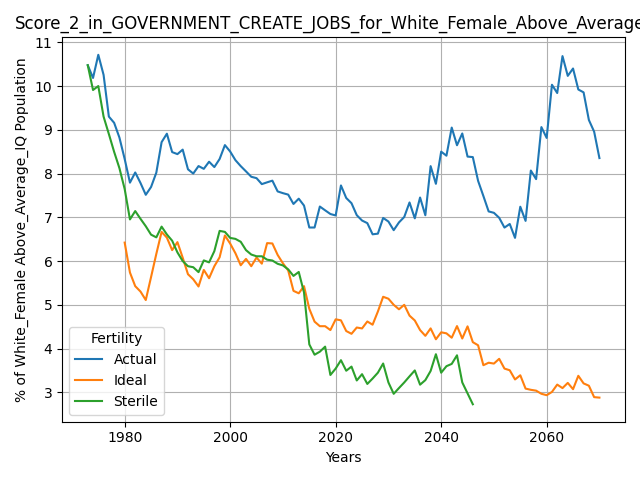 Score_2_in_GOVERNMENT_CREATE_JOBS_for_White_Female_Above_Average
% of White_Female Above_Average_IQ Population
11
10
9
8
7
6
5
4
3
Fertility
Actual
Ideal
Sterile
1980 2000 2020 2040 2060
Years